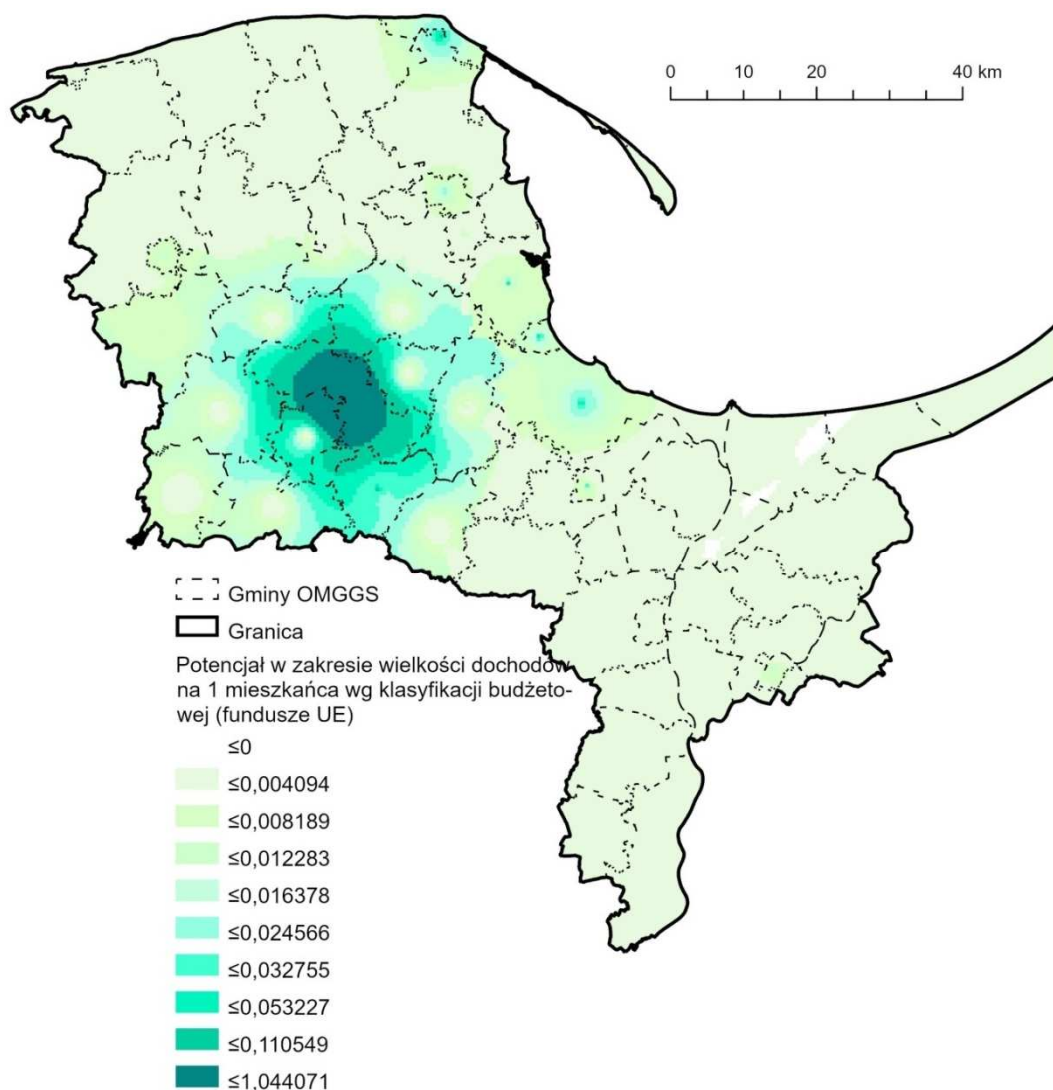 0 10 20 40 km
Gminy OMGGS
Granica
Potencjał w zakresie wielkości dochodów
na 1 mieszkańca wg klasyfikacji budżeto-
wej (fundusze UE)
≤0
≤0,004094
≤0,008189
≤0,012283
≤0,016378
≤0,024566
≤0,032755
≤0,053227
≤0,110549
≤1,044071